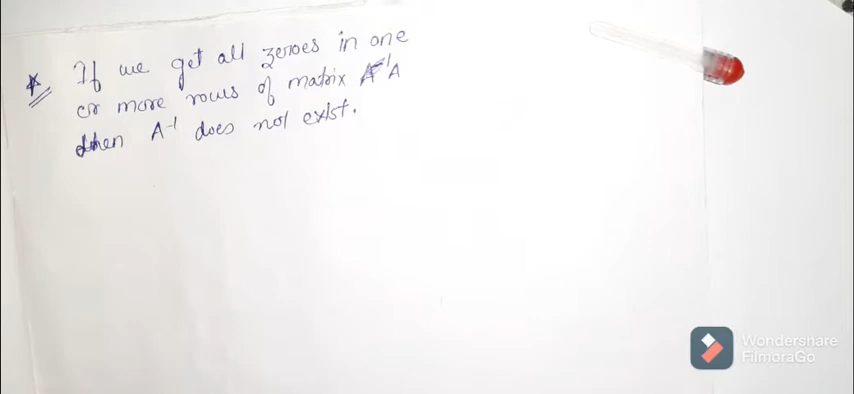 * If we get all zeroes in one
or more rows of matrix A
then A-1 does not exist.
Wondershare
FilmoraGo